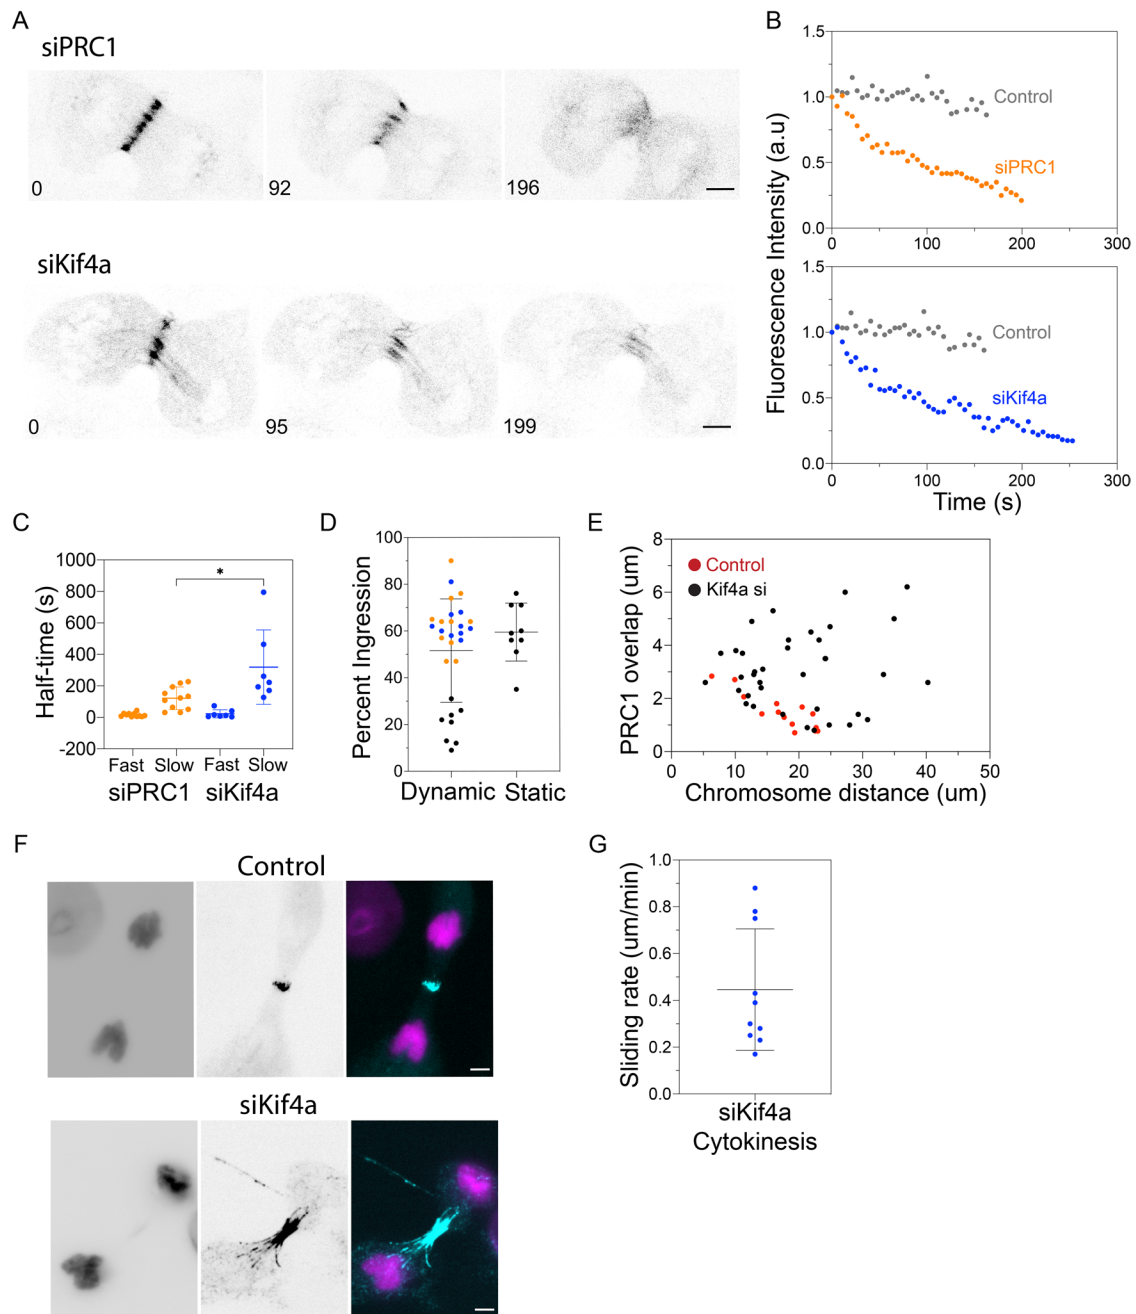 A
siPRC1
0
92
196
siKif4a
0
95
199
B
Fluorescence Intensity (a.u)
1.5
1.0
0.5
0.0
Control
siPRC1
0
100
200
300
1.5
1.0
0.5
0.0
Control
siKif4a
0
100
200
300
Time (s)
C
Half-time (s)
1000
800
600
400
200
0
-200
*
Fast Slow Fast Slow
siPRC1 siKif4a
D
Percent Ingression
100
80
60
40
20
0
Dynamic Static
E
PRC1 overlap (um)
8
6
4
2
0
Control
Kif4a si
0 10 20 30 40 50
Chromosome distance (um)
F
Control
siKif4a
G
Sliding rate (um/min)
1.0
0.8
0.6
0.4
0.2
0.0
siKif4a
Cytokinesis